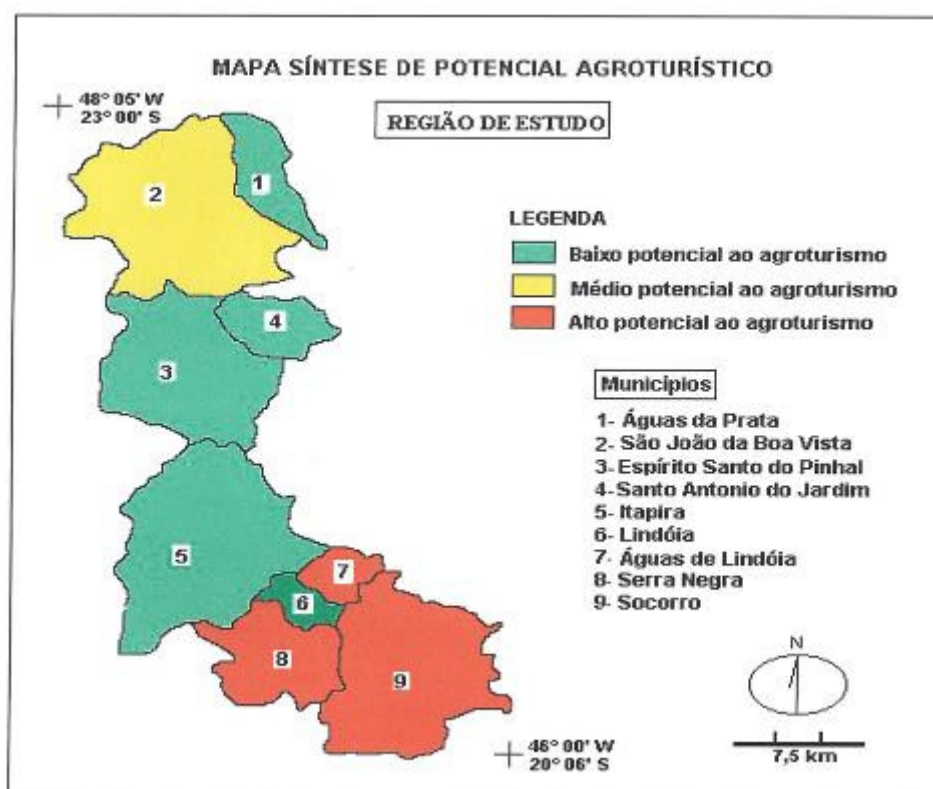 MAPA SÍNTESE DE POTENCIAL AGROTURÍSTICO
48° 05' W
23° 00' S
REGIÃO DE ESTUDO
1
2
LEGENDA
Baixo potencial ao agroturismo
Médio potencial ao agroturismo
Alto potencial ao agroturismo
4
3
Municípios
1- Águas da Prata
2- São João da Boa Vista
3- Espírito Santo do Pinhal
4-Santo Antonio do Jardim
5- Itapira
6- Lindóia
7- Águas de Lindóia
8- Serra Negra
9- Socorro
5
7
6
8
9
N
46° 00' W
20° 06' S
7,5 km